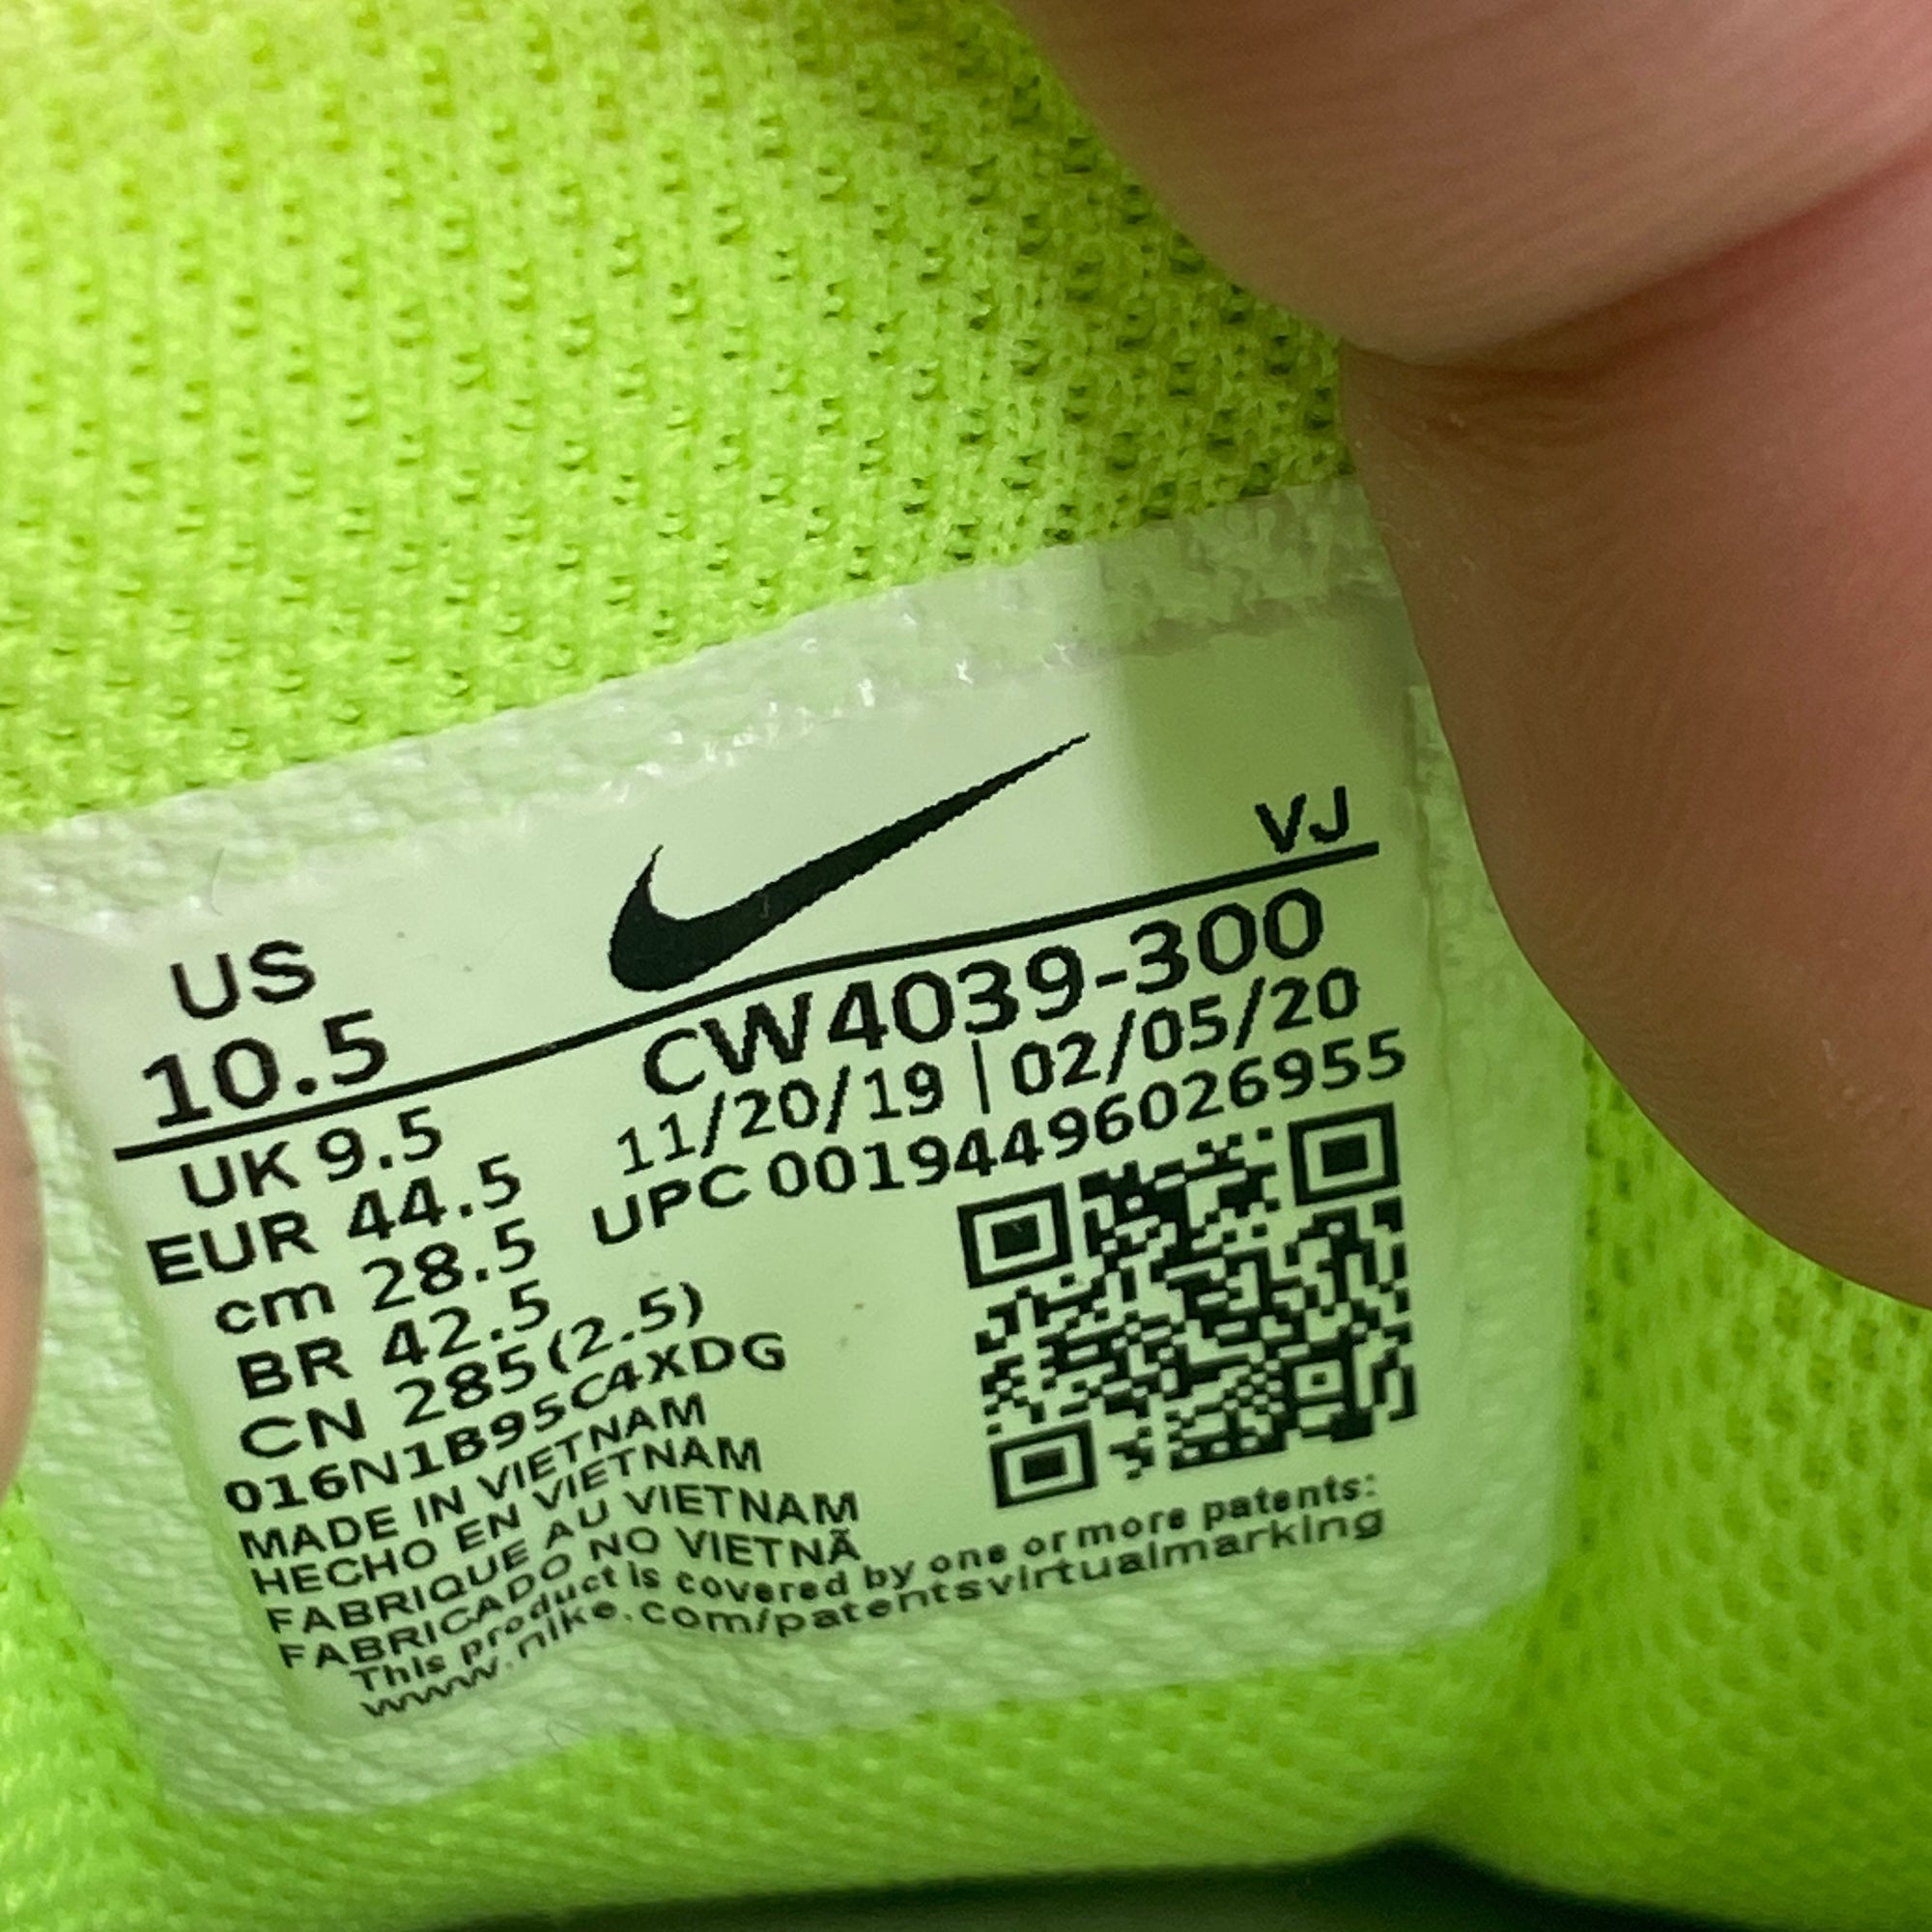 VJ
US
10.5
CW4039-300
11/20/19 | 02/05/20
UPC 00194496026955
UK 9.5
EUR 44.5
cm 28.5
BR 42.5
CN 285(2.5)
016N1B95C4XDG
MADE IN VIETNAM
HECHO EN VIETNAM
FABRIQUE AU VIETNAM
FABRICADO NO VIETNÃ
This product is covered by one or more patents:
www.nike.com/patentsvirtualmarking